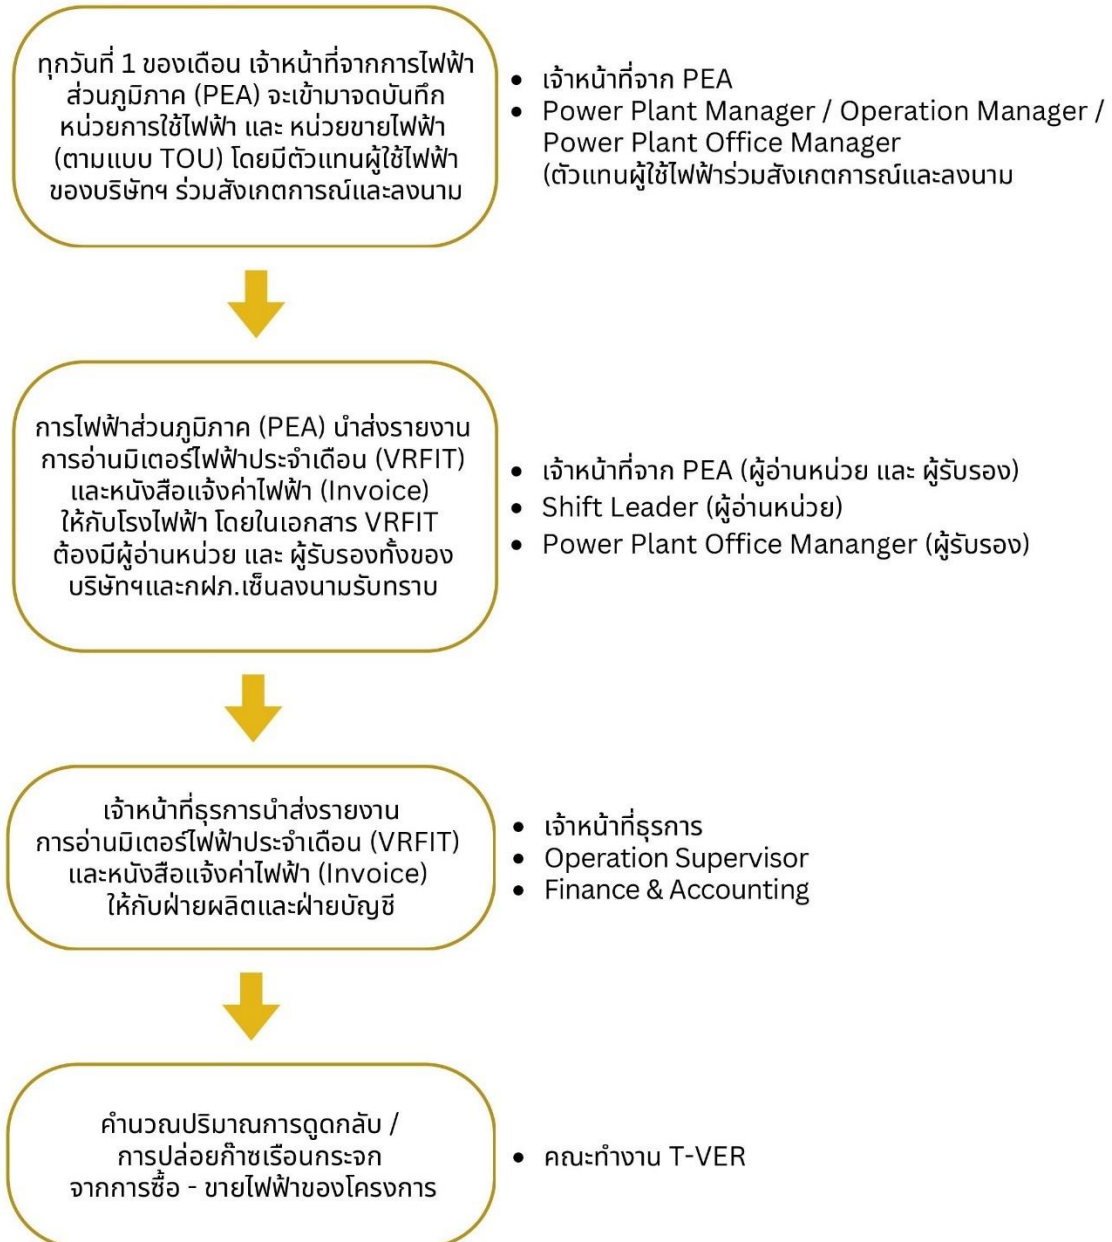 ทุกวันที่ 1 ของเดือน เจ้าหน้าที่จากการไฟฟ้า
ส่วนภูมิภาค (PEA) จะเข้ามาจดบันทึก
หน่วยการใช้ไฟฟ้า และ หน่วยขายไฟฟ้า
(ตามแบบ TOU) โดยมีตัวแทนผู้ใช้ไฟฟ้า
ของบริษัทฯ ร่วมสังเกตการณ์และลงนาม
• เจ้าหน้าที่จาก PEA
• Power Plant Manager / Operation Manager /
Power Plant Office Manager
(ตัวแทนผู้ใช้ไฟฟ้าร่วมสังเกตการณ์และลงนาม
การไฟฟ้าส่วนภูมิภาค (PEA) นำส่งรายงาน
การอ่านมิเตอร์ไฟฟ้าประจำเดือน (VRFIT)
และหนังสือแจ้งค่าไฟฟ้า (Invoice)
ให้กับโรงไฟฟ้า โดยในเอกสาร VRFIT
ต้องมีผู้อ่านหน่วย และ ผู้รับรองทั้งของ
บริษัทฯและกฝภ.เซ็นลงนามรับทราบ
• เจ้าหน้าที่จาก PEA (ผู้อ่านหน่วย และ ผู้รับรอง)
• Shift Leader (ผู้อ่านหน่วย)
• Power Plant Office Mananger (ผู้รับรอง)
เจ้าหน้าที่ธุรการนำส่งรายงาน
การอ่านมิเตอร์ไฟฟ้าประจำเดือน (VRFIT)
และหนังสือแจ้งค่าไฟฟ้า (Invoice)
ให้กับฝ่ายผลิตและฝ่ายบัญชี
• เจ้าหน้าที่ธุรการ
• Operation Supervisor
• Finance & Accounting
คำนวณปริมาณการดูดกลับ /
การปล่อยก๊าซเรือนกระจก
จากการซื้อ - ขายไฟฟ้าของโครงการ
• คณะทำงาน T-VER